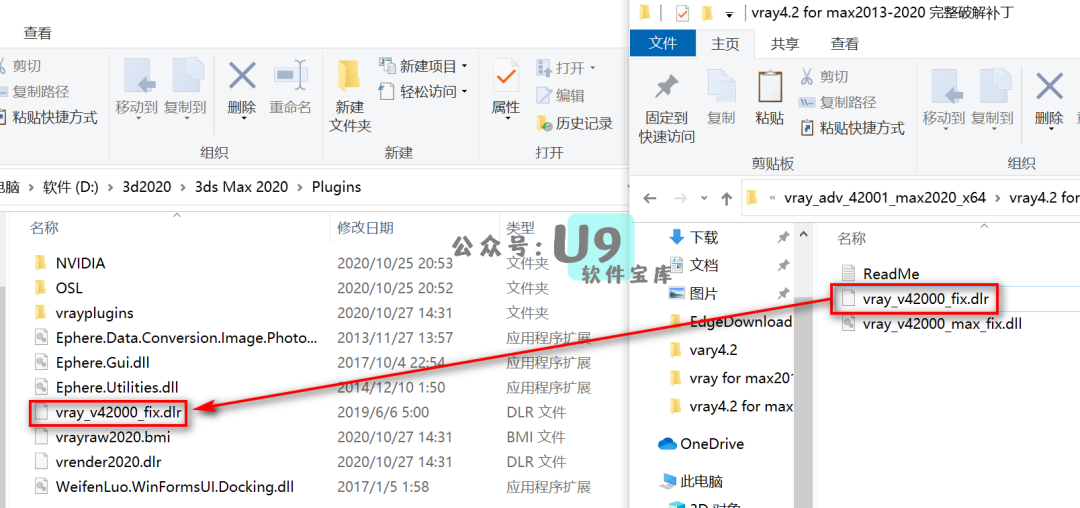 查看
剪切
复制路径
粘贴快捷方式
移动到
复制到
删除
重命名
新建
文件夹
新建项目
轻松访问
属性
打开
编辑
历史记录
组织
新建
打开
电脑 > 软件 (D:) > 3d2020 > 3ds Max 2020 > Plugins
名称 修改日期 类型
NVIDIA 2020/10/25 20:53 文件夹
OSL 2020/10/25 20:52 文件夹
vrayplugins 2020/10/27 14:31 文件夹
Ephere.Data.Conversion.Image.Photo... 2013/11/27 13:57 应用程序扩展
Ephere.Gui.dll 2017/10/4 22:54 应用程序扩展
Ephere.Utilities.dll 2014/12/10 1:50 应用程序扩展
vray_v42000_fix.dlr 2019/6/6 5:00 DLR 文件
vrayraw2020.bmi 2020/10/27 14:31 BMI 文件
vrender2020.dlr 2020/10/27 14:31 DLR 文件
WeifenLuo.WinFormsUI.Docking.dll 2017/1/5 1:58 应用程序扩展
公众号: U9
软件宝库
vray4.2 for max2013-2020 完整破解补丁
文件 主页 共享 查看
固定到
快速访问
复制
粘贴
剪切
复制路径
粘贴快捷方式
移动到
复制到
删除
剪贴板
组织
« vray_adv_42001_max2020_x64 > vray4.2 for
下载
文档
图片
EdgeDownload
vary4.2
vray for max201
vray4.2 for max
OneDrive
此电脑
3D 对象
名称
ReadMe
vray_v42000_fix.dlr
vray_v42000_max_fix.dll